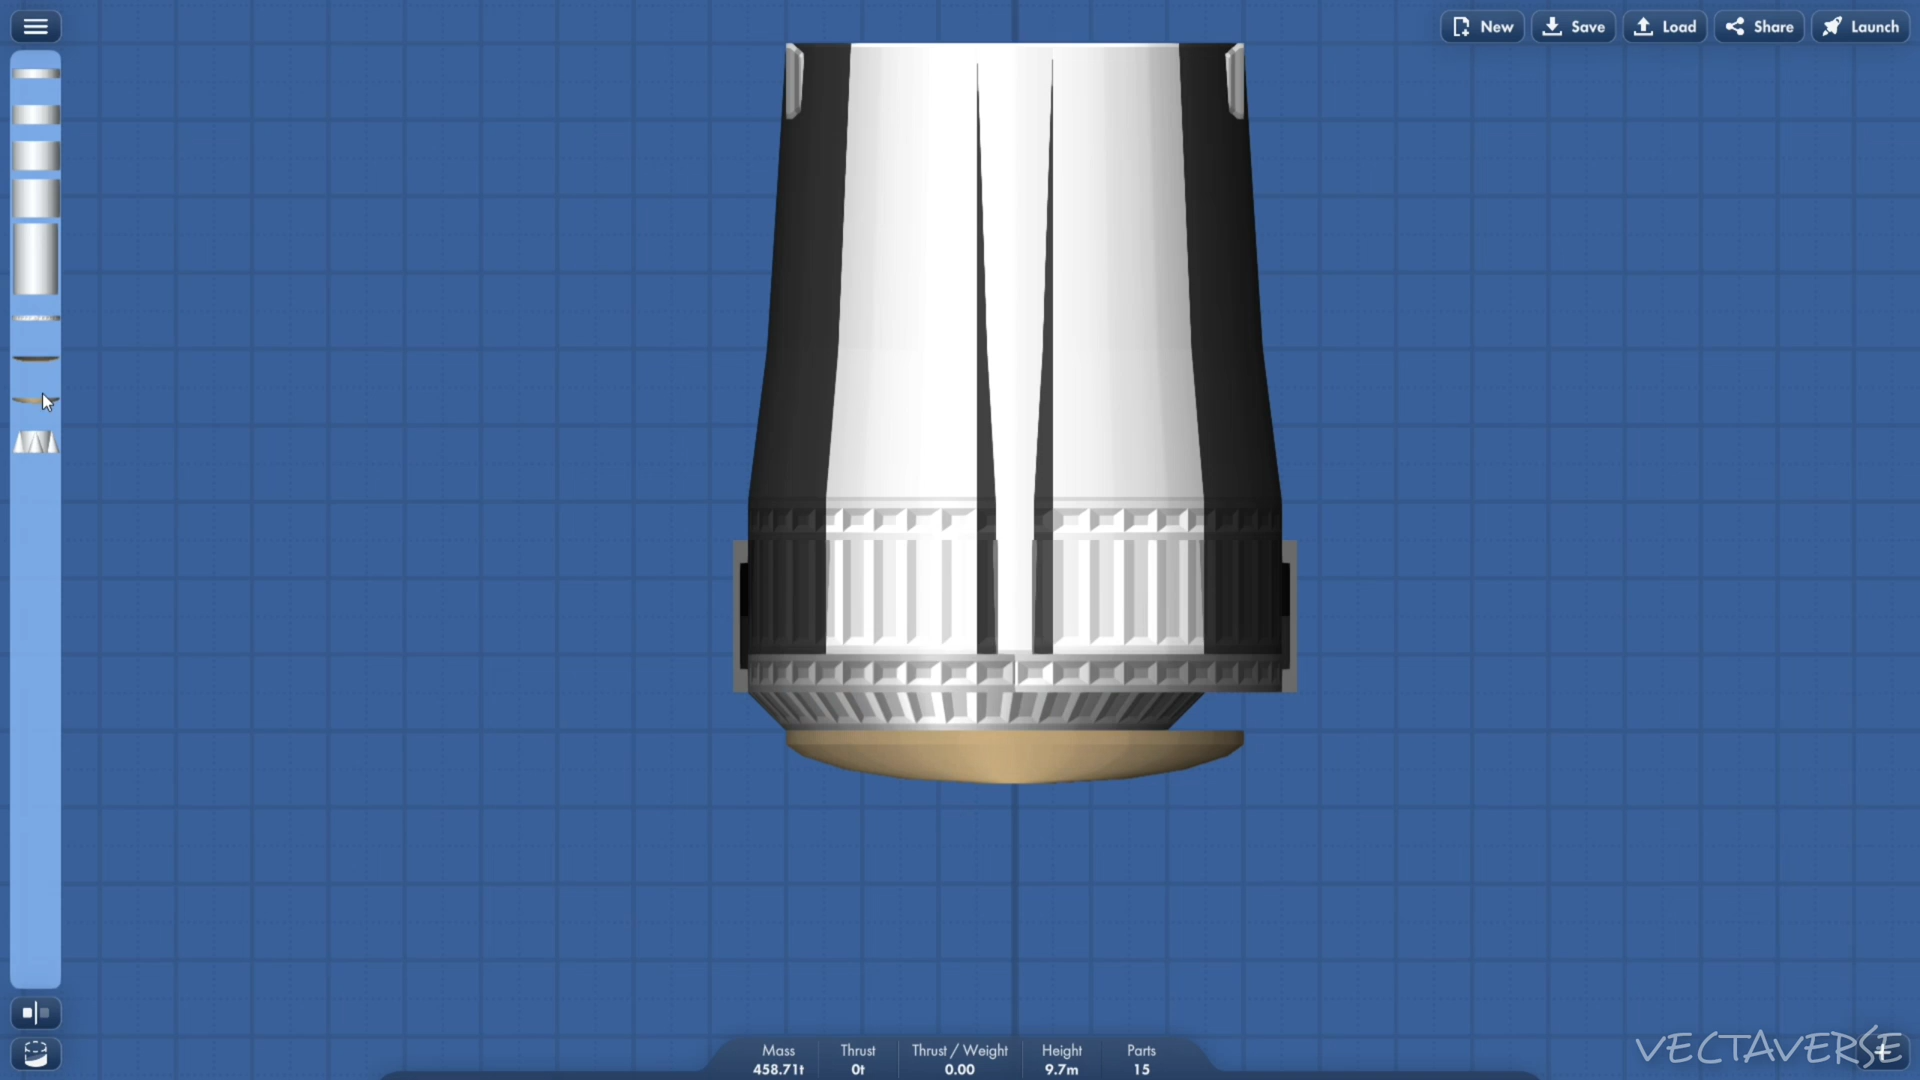 New Save Load Share Launch
Mass Thrust Thrust / Weight Height Parts
458.71t 0t 0.00 9.7m 15
VECTAVERSE